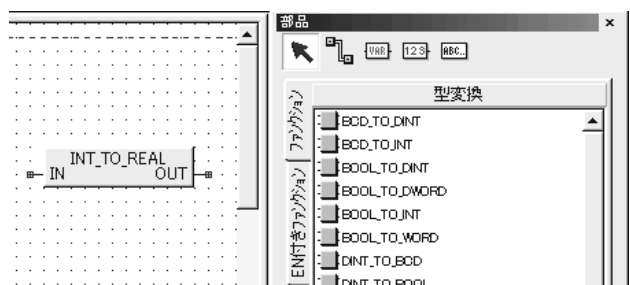 INT_TO_REAL
IN OUT
部品
VAR 123 ABC..
ファンクション
EN付きファンクション
型変換
BCD_TO_DINT
BCD_TO_INT
BOOL_TO_DINT
BOOL_TO_DWORD
BOOL_TO_INT
BOOL_TO_WORD
DINT_TO_BCD
DINT_TO_BOOL